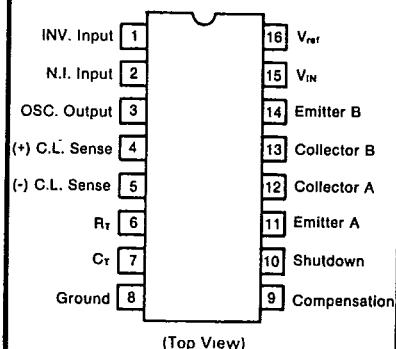 INV. Input 1
N.I. Input 2
OSC. Output 3
(+) C.L. Sense 4
(-) C.L. Sense 5
RT 6
CT 7
Ground 8
16 Vref
15 VIN
14 Emitter B
13 Collector B
12 Collector A
11 Emitter A
10 Shutdown
9 Compensation
(Top View)